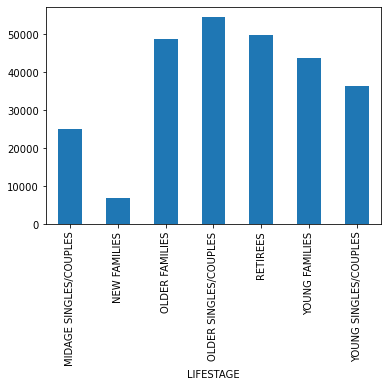 50000
40000
30000
20000
10000
0
MIDAGE SINGLES/COUPLES
NEW FAMILIES
OLDER FAMILIES
OLDER SINGLES/COUPLES
RETIREES
YOUNG FAMILIES
YOUNG SINGLES/COUPLES
LIFESTAGE